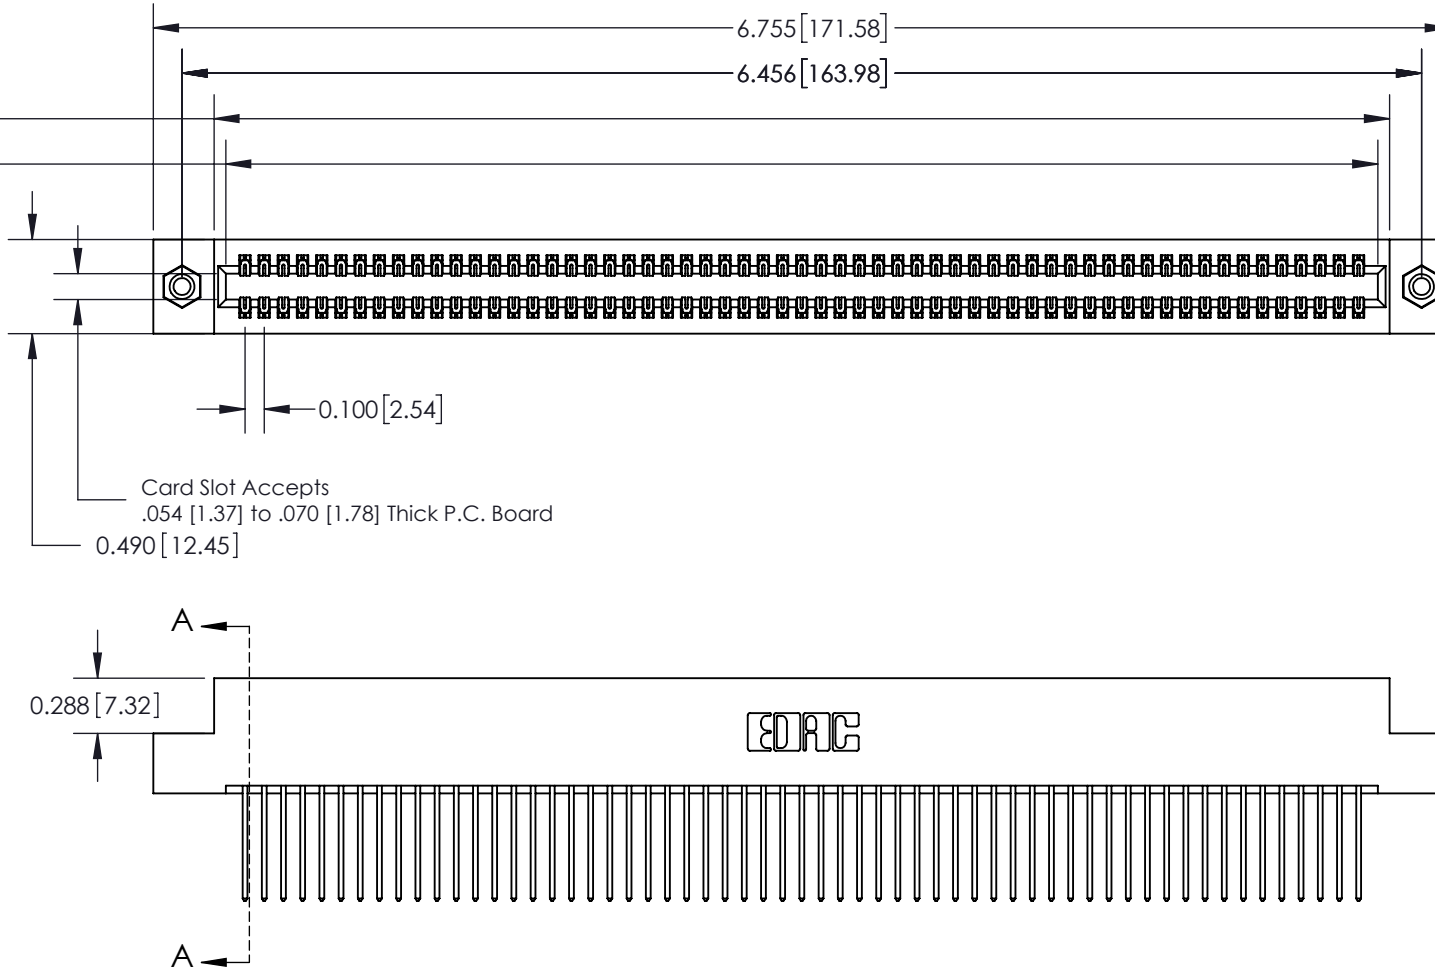 6.755[171.58]
6.456[163.98]
0.100[2.54]
Card Slot Accepts
.054 [1.37] to .070 [1.78] Thick P.C. Board
0.490[12.45]
A
0.288[7.32]
EDAC
A